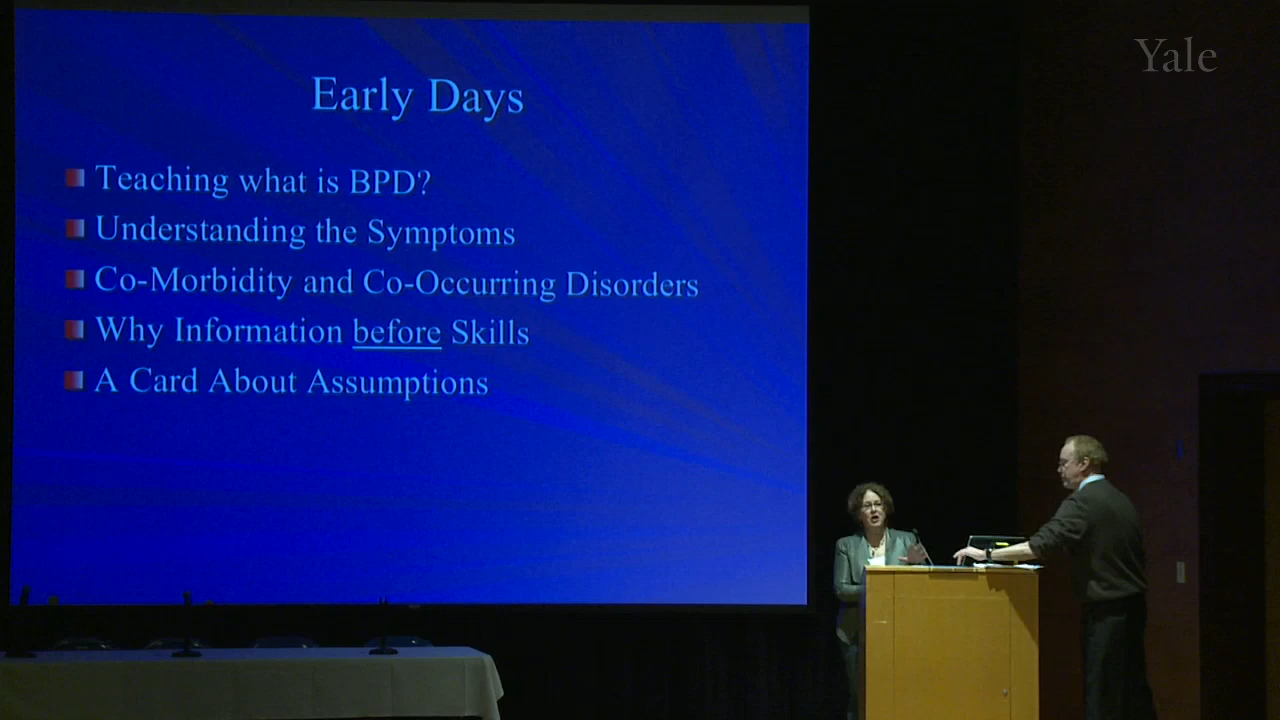 Yale
Early Days
Teaching what is BPD?
Understanding the Symptoms
Co-Morbidity and Co-Occurring Disorders
Why Information before Skills
A Card About Assumptions